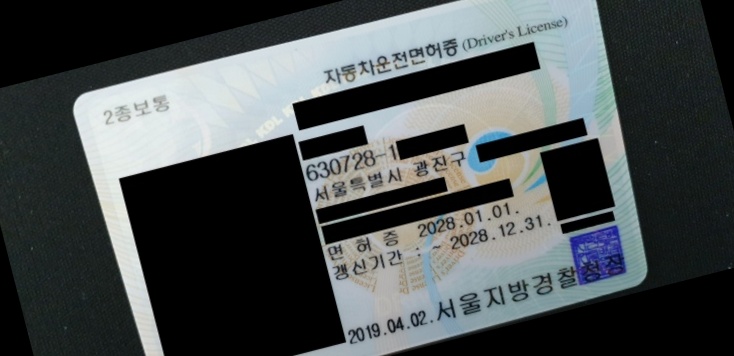 자동차운전면허증 (Driver's License)
2종보통
630728-1
서울특별시 광진구
면 허 증 2028.01.01.
갱신기간 : ~ 2028.12.31.
2019.04.02. 서울지방경찰청장